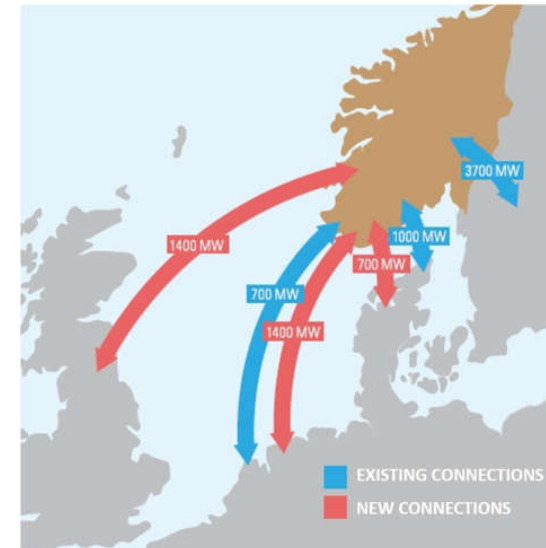 3700 MW
1000 MW
1400 MW
700 MW
700 MW
1400 MW
EXISTING CONNECTIONS
NEW CONNECTIONS